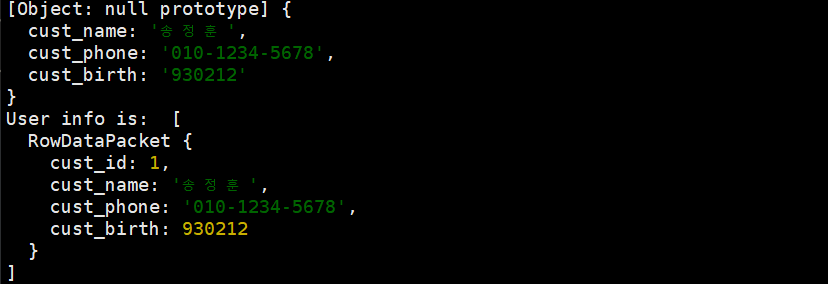 [Object: null prototype] {
  cust_name: '송정훈',
  cust_phone: '010-1234-5678',
  cust_birth: '930212'
}
User info is:  [
  RowDataPacket {
    cust_id: 1,
    cust_name: '송정훈',
    cust_phone: '010-1234-5678',
    cust_birth: 930212
  }
]